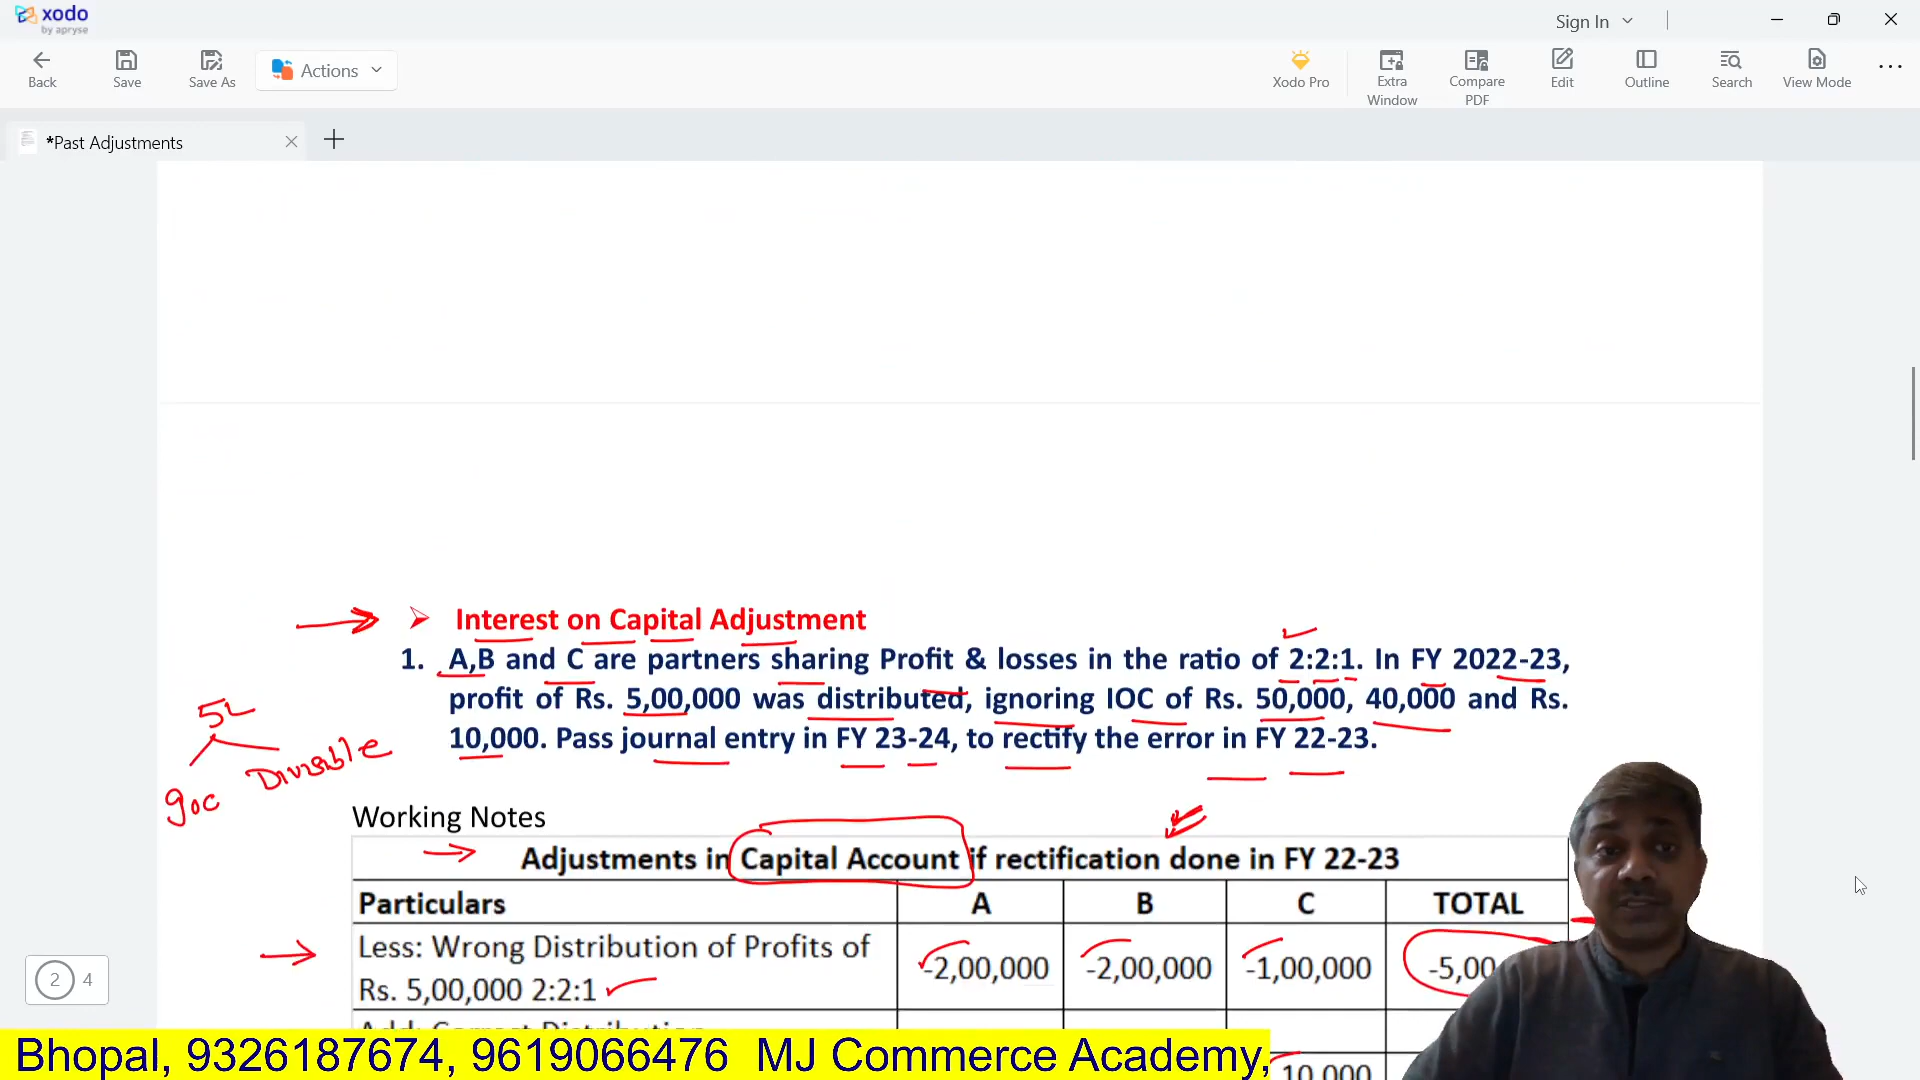 xodo
by apryse
Sign In
Back
Save
Save As
Actions
Xodo Pro
Extra Window
Compare PDF
Edit
Outline
Search
View Mode
*Past Adjustments
Interest on Capital Adjustment
1. A,B and C are partners sharing Profit & losses in the ratio of 2:2:1. In FY 2022-23,
profit of Rs. 5,00,000 was distributed, ignoring IOC of Rs. 50,000, 40,000 and Rs.
10,000. Pass journal entry in FY 23-24, to rectify the error in FY 22-23.
5L
Divisible
Working Notes
Adjustments in Capital Account if rectification done in FY 22-23
Particulars A B C TOTAL
Less: Wrong Distribution of Profits of
Rs. 5,00,000 2:2:1 -2,00,000 -2,00,000 -1,00,000 -5,00
2 4
10,000
Bhopal, 9326187674, 9619066476 MJ Commerce Academy,